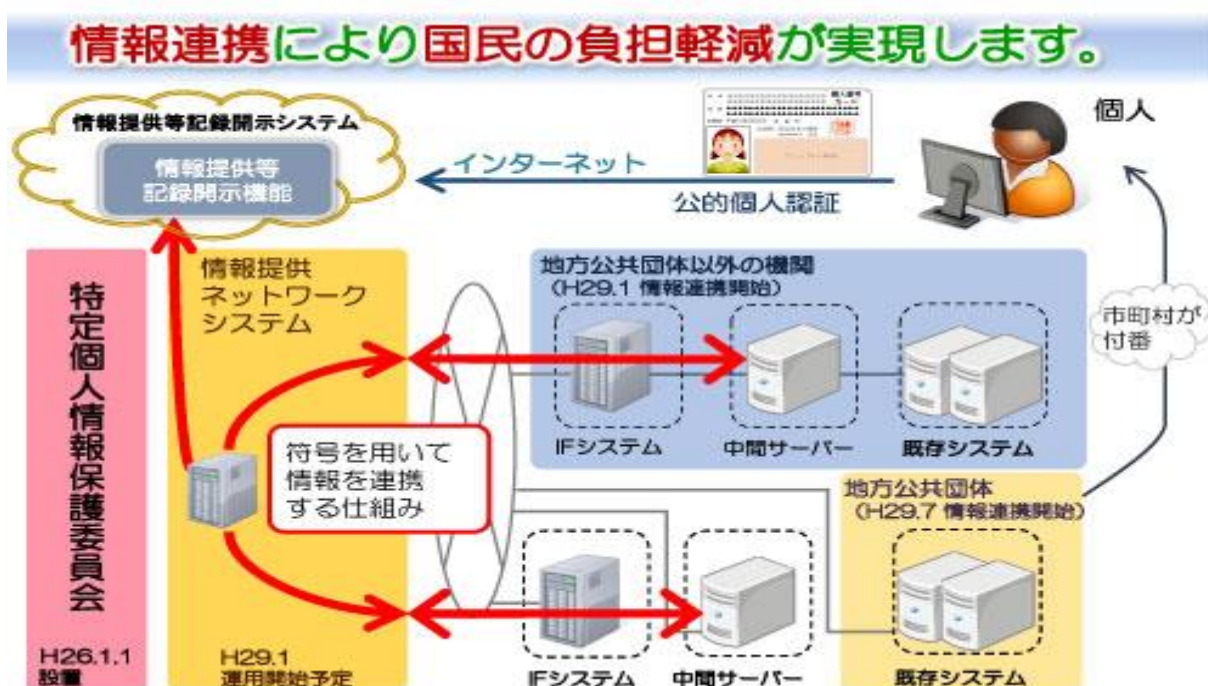 情報連携により国民の負担軽減が実現します。
情報提供等記録開示システム
情報提供等
記録開示機能
インターネット
公的個人認証
個人番号
個人
市町村が
付番
特定個人情報保護委員会
H26.1.1
設置
情報提供
ネットワーク
システム
H29.1
運用開始予定
符号を用いて
情報を連携
する仕組み
地方公共団体以外の機関
(H29.1 情報連携開始)
IFシステム
中間サーバー
既存システム
地方公共団体
(H29.7 情報連携開始)
IFシステム
中間サーバー
既存システム